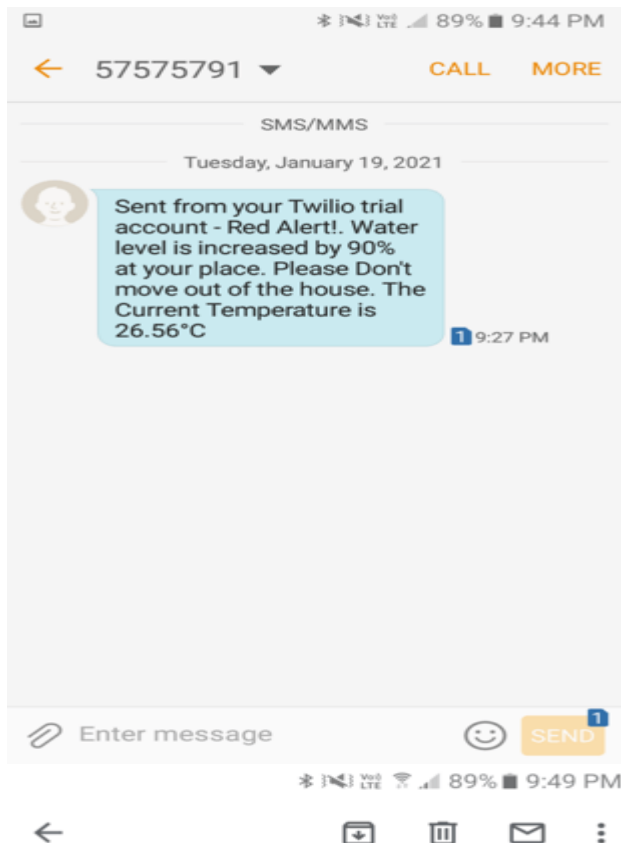 89% 9:44 PM
57575791 CALL MORE
SMS/MMS
Tuesday, January 19, 2021
Sent from your Twilio trial
account - Red Alert!. Water
level is increased by 90%
at your place. Please Don't
move out of the house. The
Current Temperature is
26.56°C
1 9:27 PM
Enter message SEND 1
89% 9:49 PM